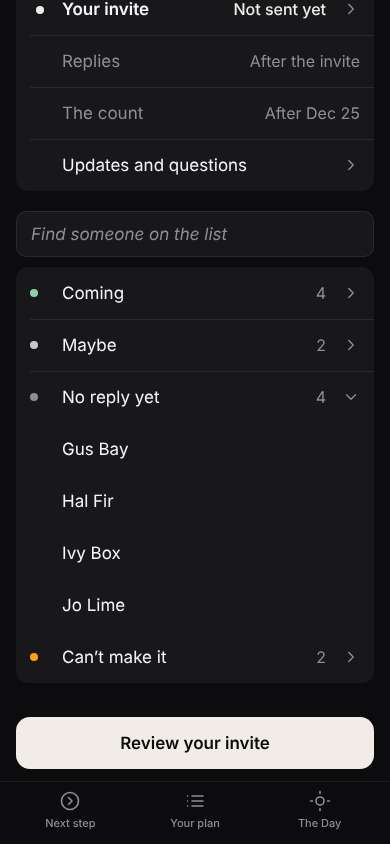 Your invite Not sent yet
Replies After the invite
The count After Dec 25
Updates and questions
Find someone on the list
Coming 4
Maybe 2
No reply yet 4
Gus Bay
Hal Fir
Ivy Box
Jo Lime
Can’t make it 2
Review your invite
Next step Your plan The Day